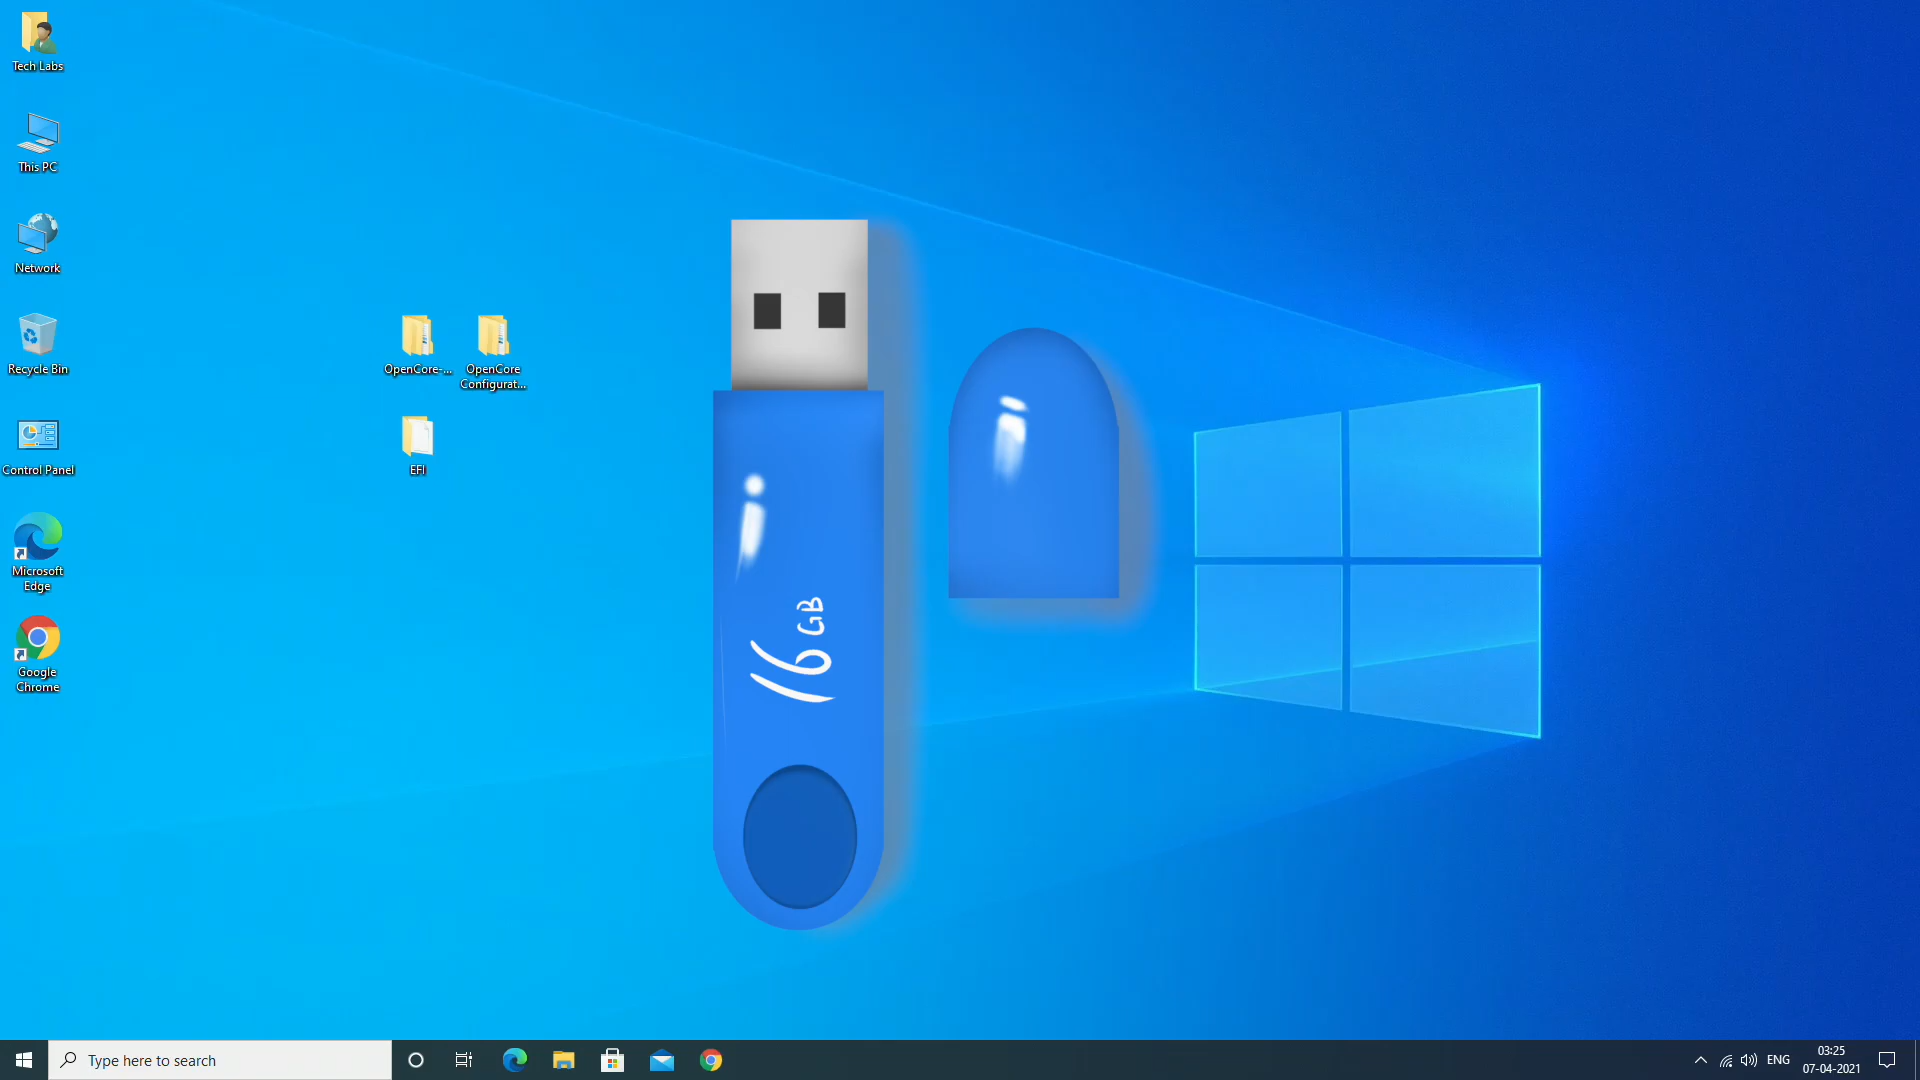 Tech Labs
This PC
Network
Recycle Bin
Control Panel
Microsoft
Edge
Google
Chrome
OpenCore-...
OpenCore
Configurat...
EFI
16 GB
Type here to search
ENG
03:25
07-04-2021